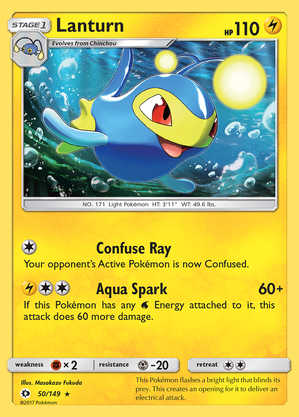 STAGE 1 Lanturn HP 110
Evolves from Chinchou
NO. 171 Light Pokémon HT: 3'11" WT: 49.6 lbs.
Confuse Ray
Your opponent's Active Pokémon is now Confused.
Aqua Spark 60+
If this Pokémon has any Energy attached to it, this
attack does 60 more damage.
weakness ×2 resistance -20 retreat
Illus. Masakazu Fukuda
50/149 ★
©2017 Pokémon
This Pokémon flashes a bright light that blinds its
prey. This creates an opening for it to deliver an
electrical attack.